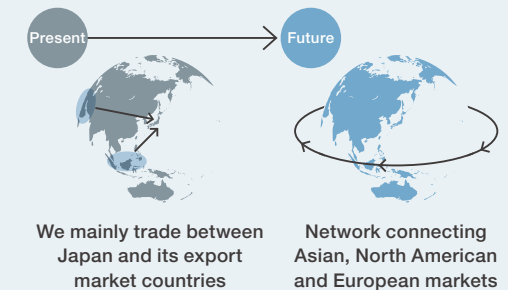 Present
Future
We mainly trade between
Japan and its export
market countries
Network connecting
Asian, North American
and European markets